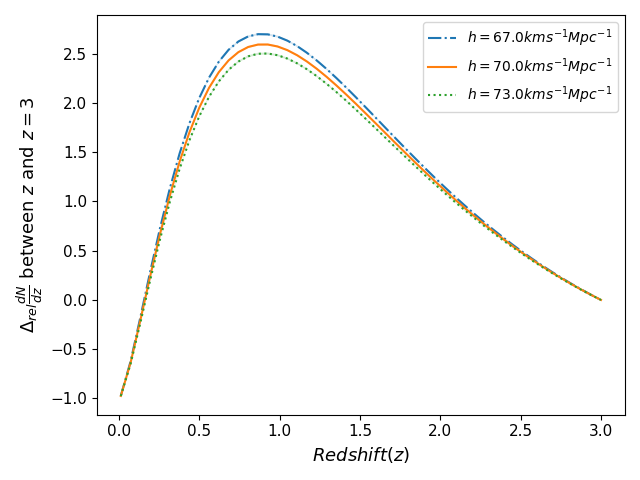 h = 67.0kms⁻¹Mpc⁻¹
h = 70.0kms⁻¹Mpc⁻¹
h = 73.0kms⁻¹Mpc⁻¹
Δ_rel dN/dz between z and z = 3
2.5
2.0
1.5
1.0
0.5
0.0
−0.5
−1.0
0.0 0.5 1.0 1.5 2.0 2.5 3.0
Redshift(z)